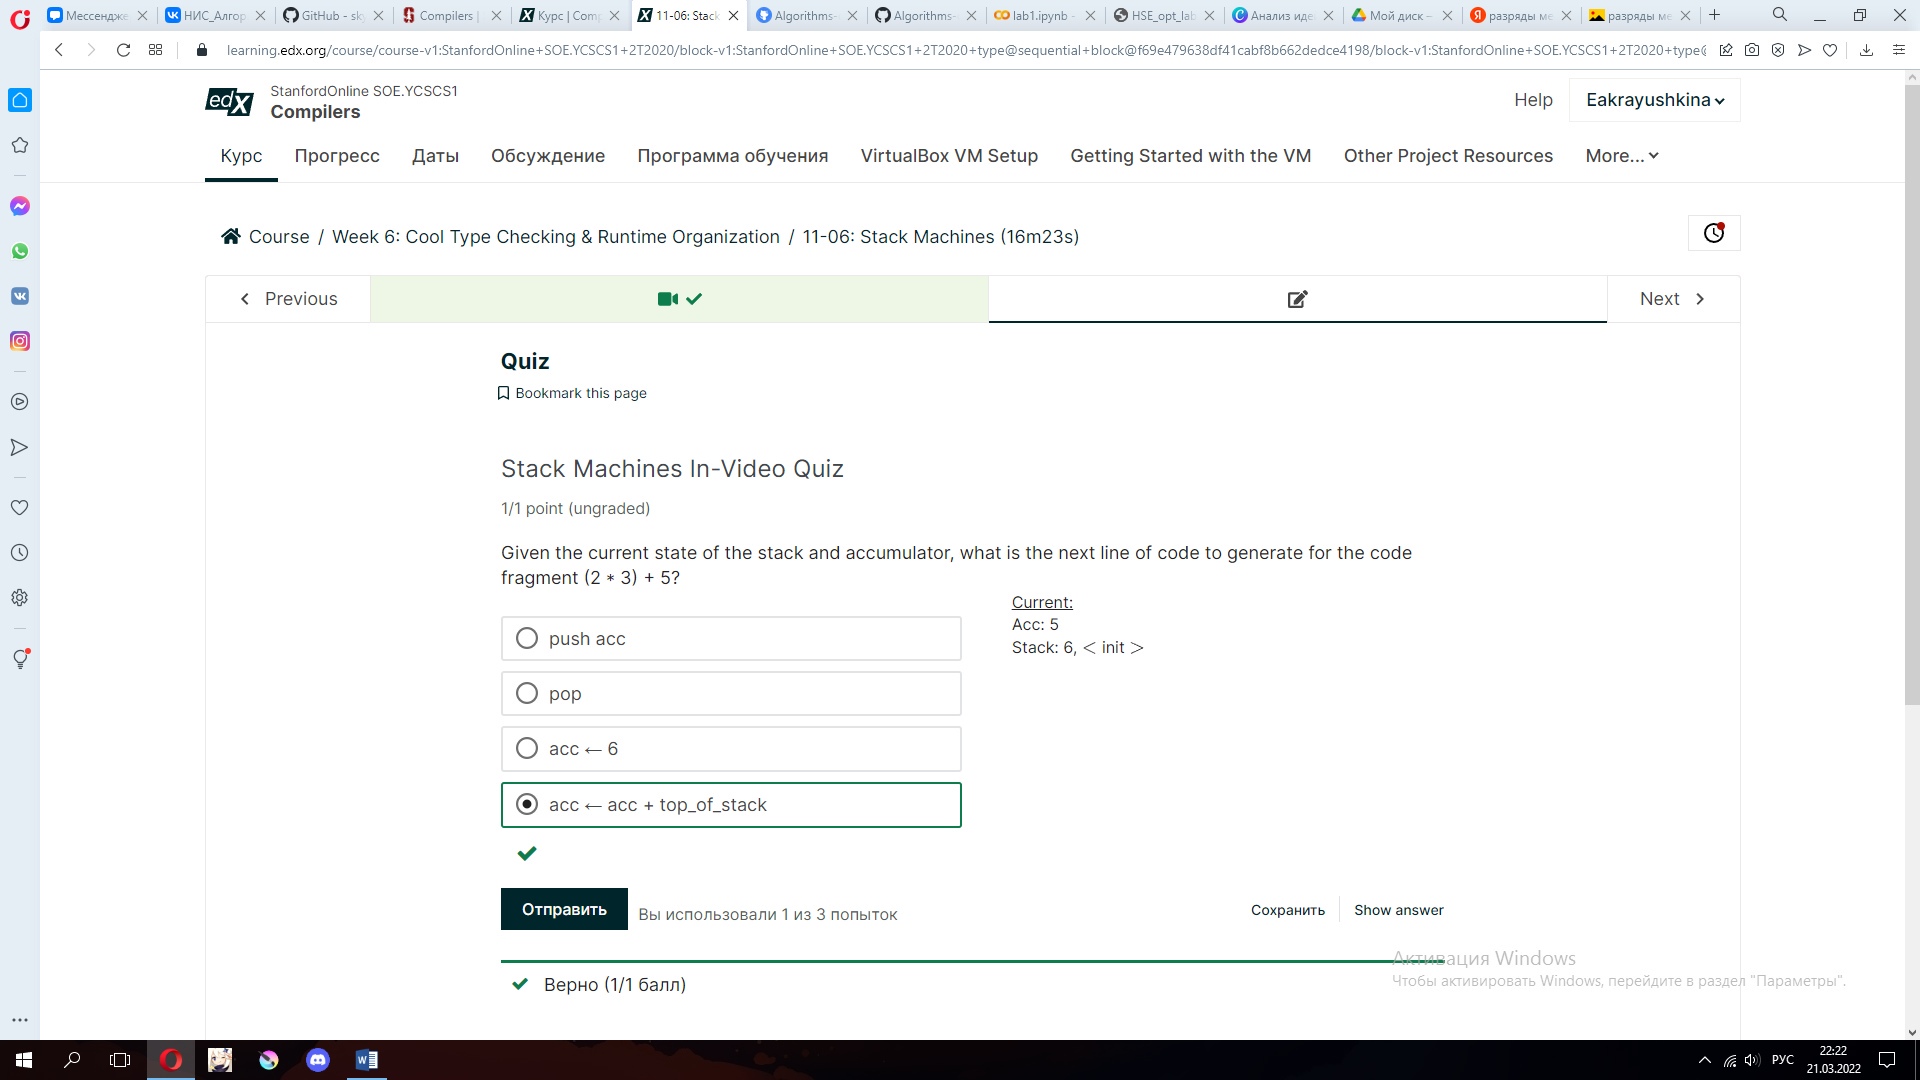 Мессендже
НИС_Алгор
GitHub - sky
Compilers |
Курс | Comp
11-06: Stack
Algorithms-
Algorithms-
lab1.ipynb -
HSE_opt_lab
Анализ иде
Мой диск –
разряды ме
разряды ме
learning.edx.org/course/course-v1:StanfordOnline+SOE.YCSCS1+2T2020/block-v1:StanfordOnline+SOE.YCSCS1+2T2020+type@sequential+block@f69e479638df41cabf8b662dedce4198/block-v1:StanfordOnline+SOE.YCSCS1+2T2020+type@
edX
StanfordOnline SOE.YCSCS1
Compilers
Help
Eakrayushkina
Курс Прогресс Даты Обсуждение Программа обучения VirtualBox VM Setup Getting Started with the VM Other Project Resources More...
Course / Week 6: Cool Type Checking & Runtime Organization / 11-06: Stack Machines (16m23s)
Previous
Next
Quiz
Bookmark this page
Stack Machines In-Video Quiz
1/1 point (ungraded)
Given the current state of the stack and accumulator, what is the next line of code to generate for the code
fragment (2 * 3) + 5?
push acc
pop
acc ← 6
acc ← acc + top_of_stack
Current:
Acc: 5
Stack: 6, < init >
Отправить
Вы использовали 1 из 3 попыток
Сохранить
Show answer
Верно (1/1 балл)
Активация Windows
Чтобы активировать Windows, перейдите в раздел "Параметры".
РУС
22:22
21.03.2022